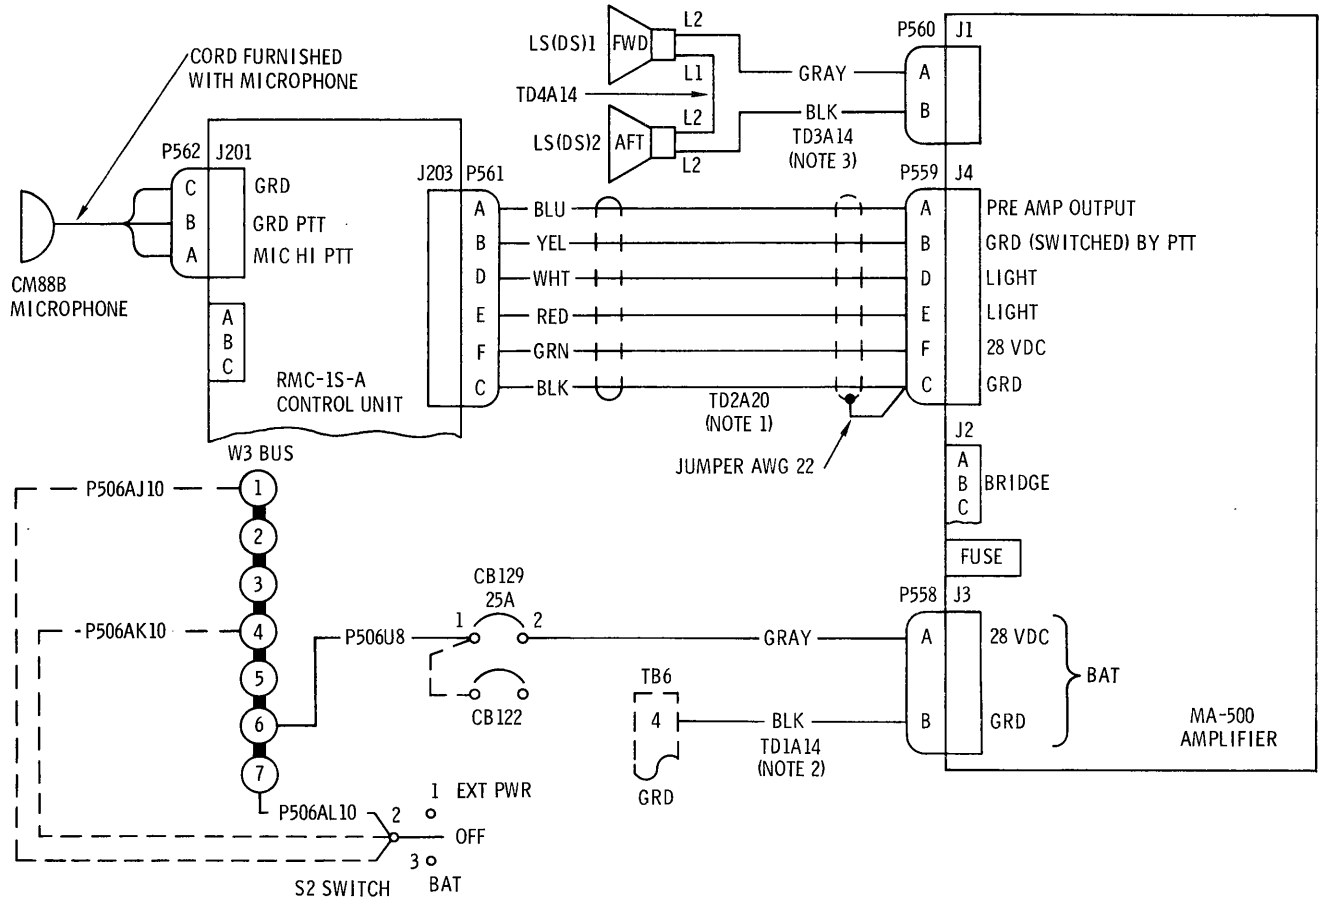 CORD FURNISHED
WITH MICROPHONE
LS(DS)1
FWD
L2
L1
TD4A14
LS(DS)2
AFT
L2
L2
GRAY
BLK
TD3A14
(NOTE 3)
P560
J1
A
B
P562
J201
C
GRD
B
GRD PTT
A
MIC HI PTT
CM88B
MICROPHONE
A
B
C
RMC-1S-A
CONTROL UNIT
J203
P561
A
BLU
B
YEL
D
WHT
E
RED
F
GRN
C
BLK
TD2A20
(NOTE 1)
JUMPER AWG 22
P559
J4
A
PRE AMP OUTPUT
B
GRD (SWITCHED) BY PTT
D
LIGHT
E
LIGHT
F
28 VDC
C
GRD
J2
A
B
C
BRIDGE
FUSE
W3 BUS
P506AJ10
1
2
3
P506AK10
4
5
6
7
P506U8
CB129
25A
1
2
CB122
GRAY
TB6
4
GRD
BLK
TD1A14
(NOTE 2)
P558
J3
A
28 VDC
B
GRD
BAT
MA-500
AMPLIFIER
P506AL10
2
1
EXT PWR
OFF
3
BAT
S2 SWITCH